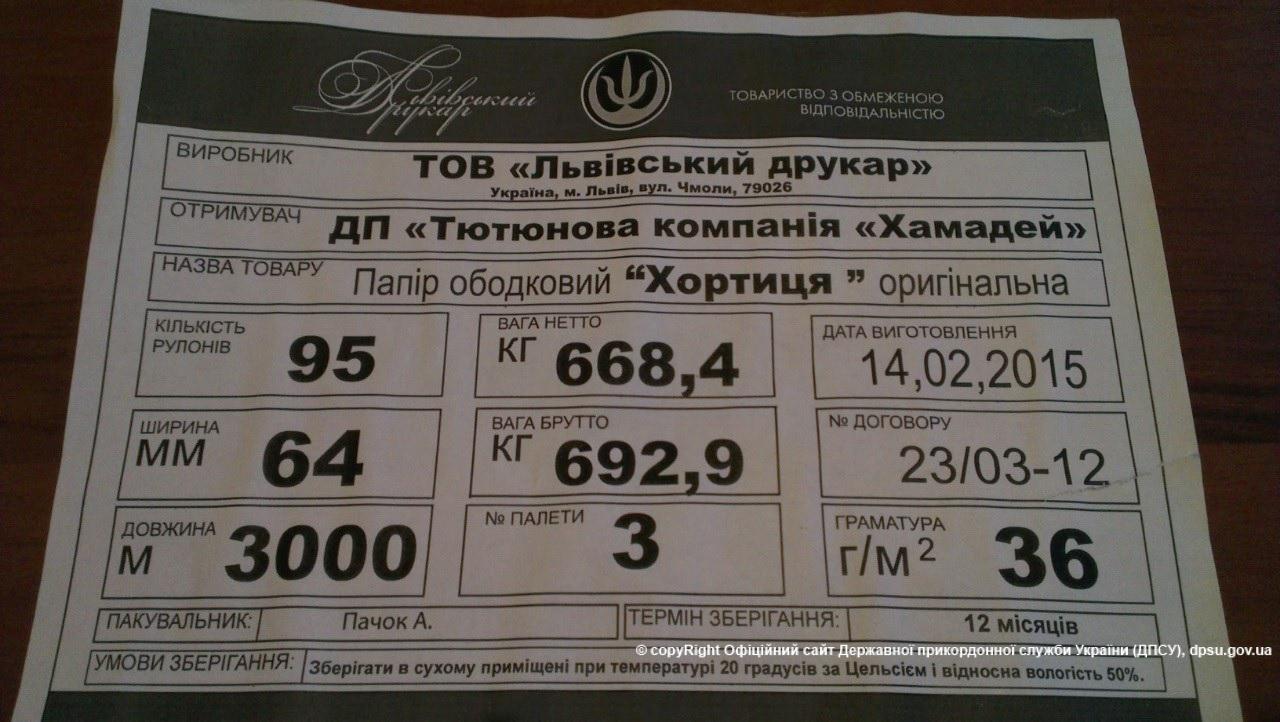 Львівський
Друкар
ТОВАРИСТВО З ОБМЕЖЕНОЮ
ВІДПОВІДАЛЬНІСТЮ
ВИРОБНИК
ТОВ «Львівський друкар»
Україна, м. Львів, вул. Чмоли, 79026
ОТРИМУВАЧ
ДП «Тютюнова компанія «Хамадей»
НАЗВА ТОВАРУ
Папір ободковий “Хортиця ” оригінальна
КІЛЬКІСТЬ
РУЛОНІВ
95
ВАГА НЕТТО
КГ 668,4
ДАТА ВИГОТОВЛЕННЯ
14,02,2015
ШИРИНА
ММ 64
ВАГА БРУТТО
КГ 692,9
№ ДОГОВОРУ
23/03-12
ДОВЖИНА
М 3000
№ ПАЛЕТИ
3
ГРАМАТУРА
г/м² 36
ПАКУВАЛЬНИК: Пачок А.
ТЕРМІН ЗБЕРІГАННЯ: 12 місяців
© copyRight Офіційний сайт Державної прикордонної служби України (ДПСУ), dpsu.gov.ua
УМОВИ ЗБЕРІГАННЯ: Зберігати в сухому приміщені при температурі 20 градусів за Цельсієм і відносна вологість 50%.